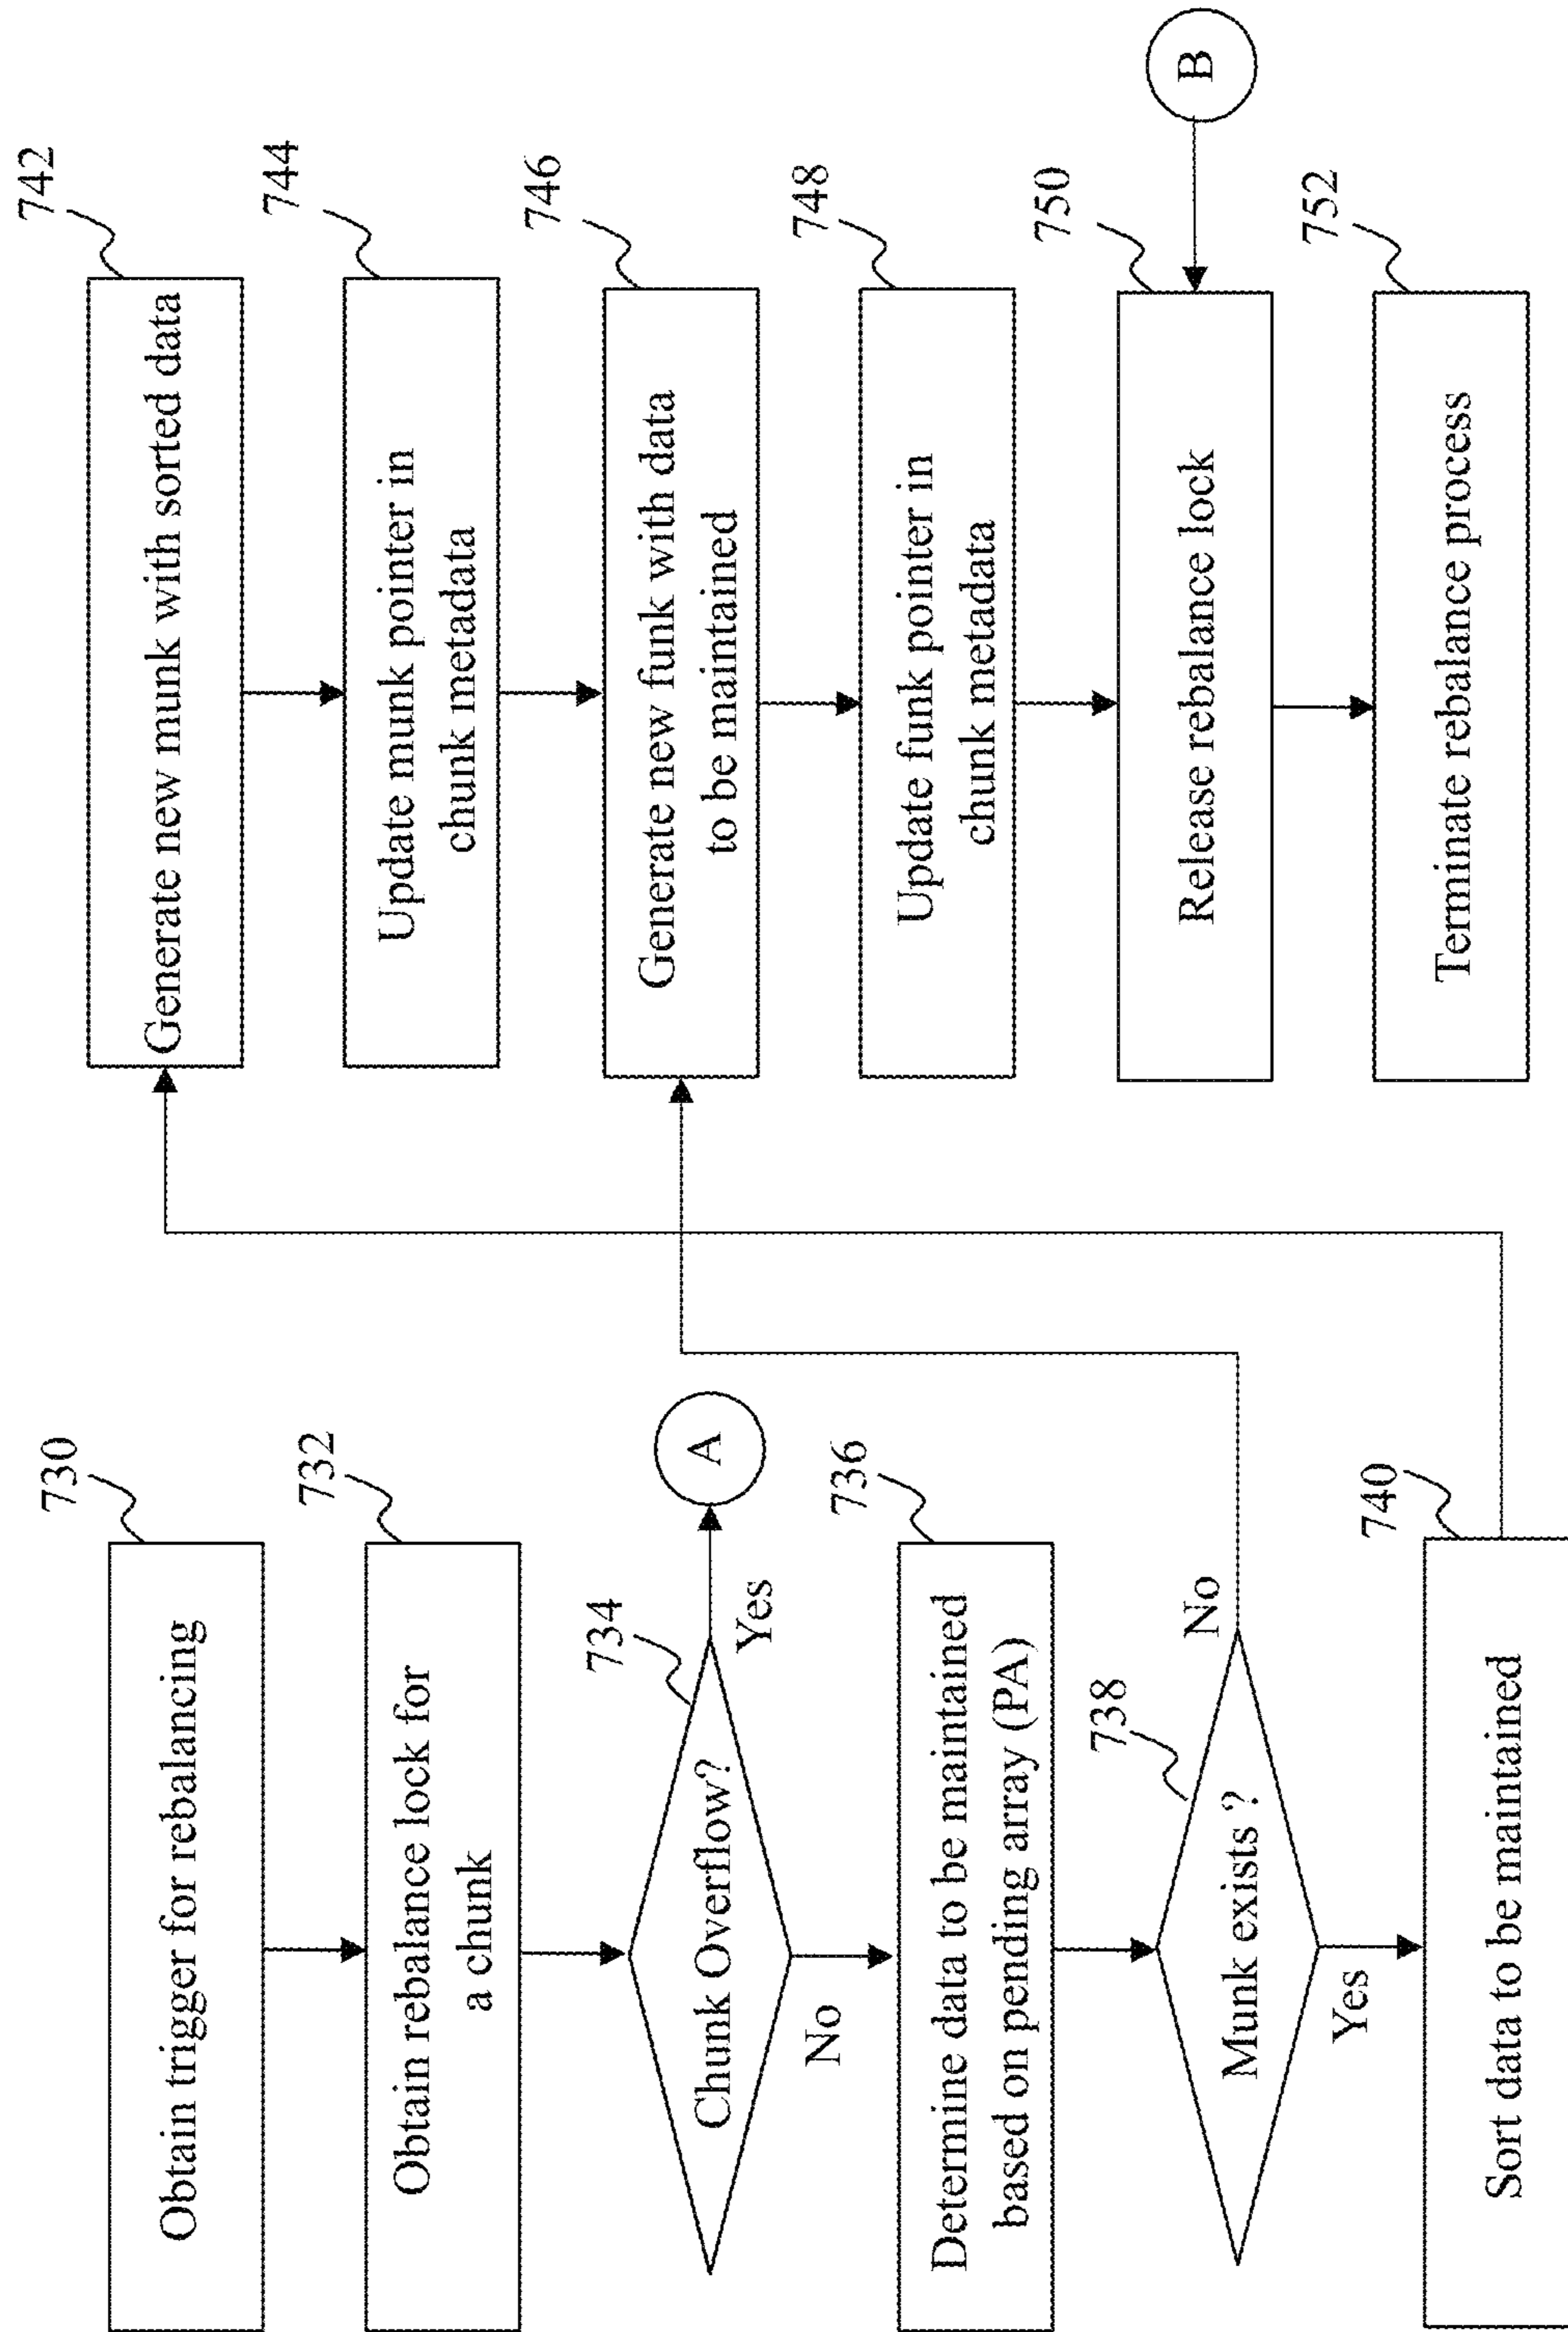 730
Obtain trigger for rebalancing
732
Obtain rebalance lock for
a chunk
734
Chunk Overflow?
Yes
A
No
736
Determine data to be maintained
based on pending array (PA)
738
Munk exists ?
No
Yes
740
Sort data to be maintained
742
Generate new munk with sorted data
744
Update munk pointer in
chunk metadata
746
Generate new funk with data
to be maintained
748
Update funk pointer in
chunk metadata
750
Release rebalance lock
B
752
Terminate rebalance process